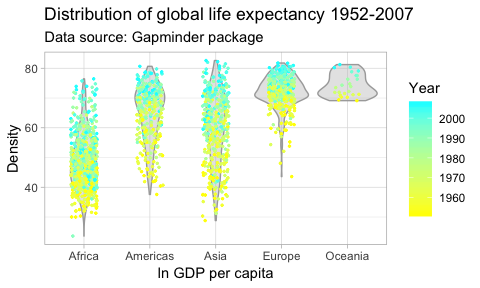 Distribution of global life expectancy 1952-2007
Data source: Gapminder package
Density
80
60
40
Africa
Americas
Asia
Europe
Oceania
ln GDP per capita
Year
2000
1990
1980
1970
1960